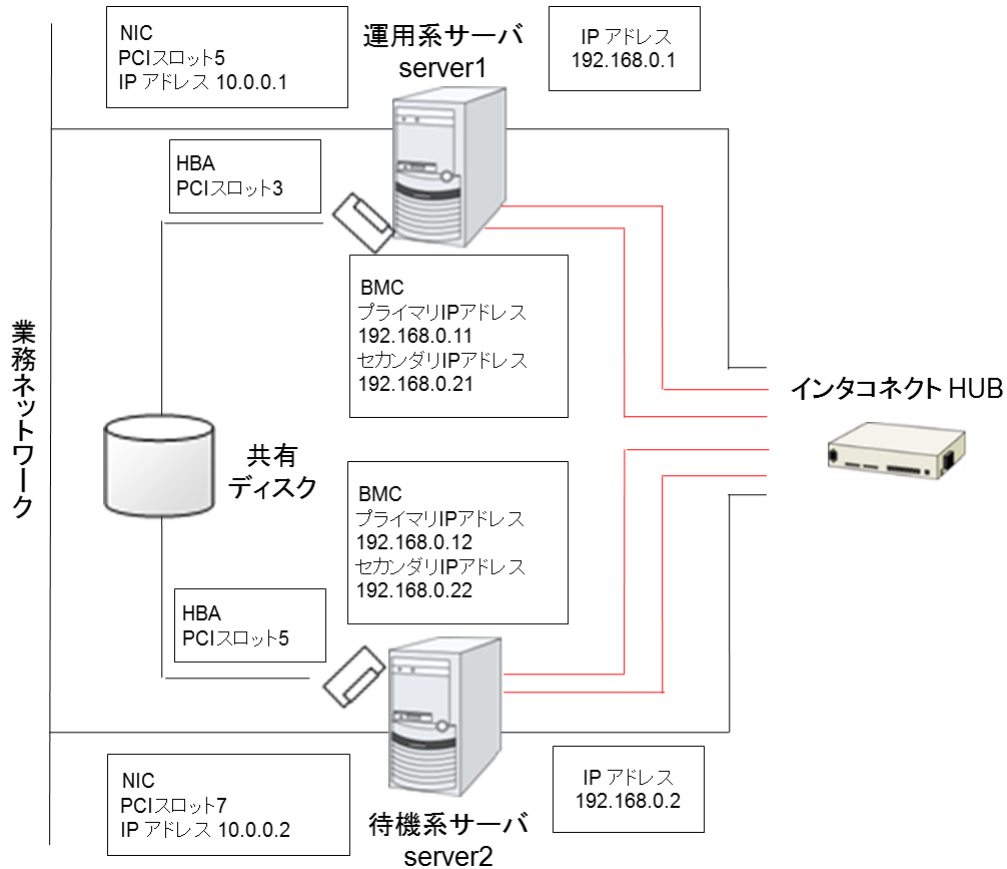 NIC
PCIスロット5
IP アドレス 10.0.0.1
運用系サーバ
server1
IP アドレス
192.168.0.1
HBA
PCIスロット3
BMC
プライマリIPアドレス
192.168.0.11
セカンダリIPアドレス
192.168.0.21
業務ネットワーク
インタコネクト HUB
共有
ディスク
BMC
プライマリIPアドレス
192.168.0.12
セカンダリIPアドレス
192.168.0.22
HBA
PCIスロット5
NIC
PCIスロット7
IP アドレス 10.0.0.2
待機系サーバ
server2
IP アドレス
192.168.0.2